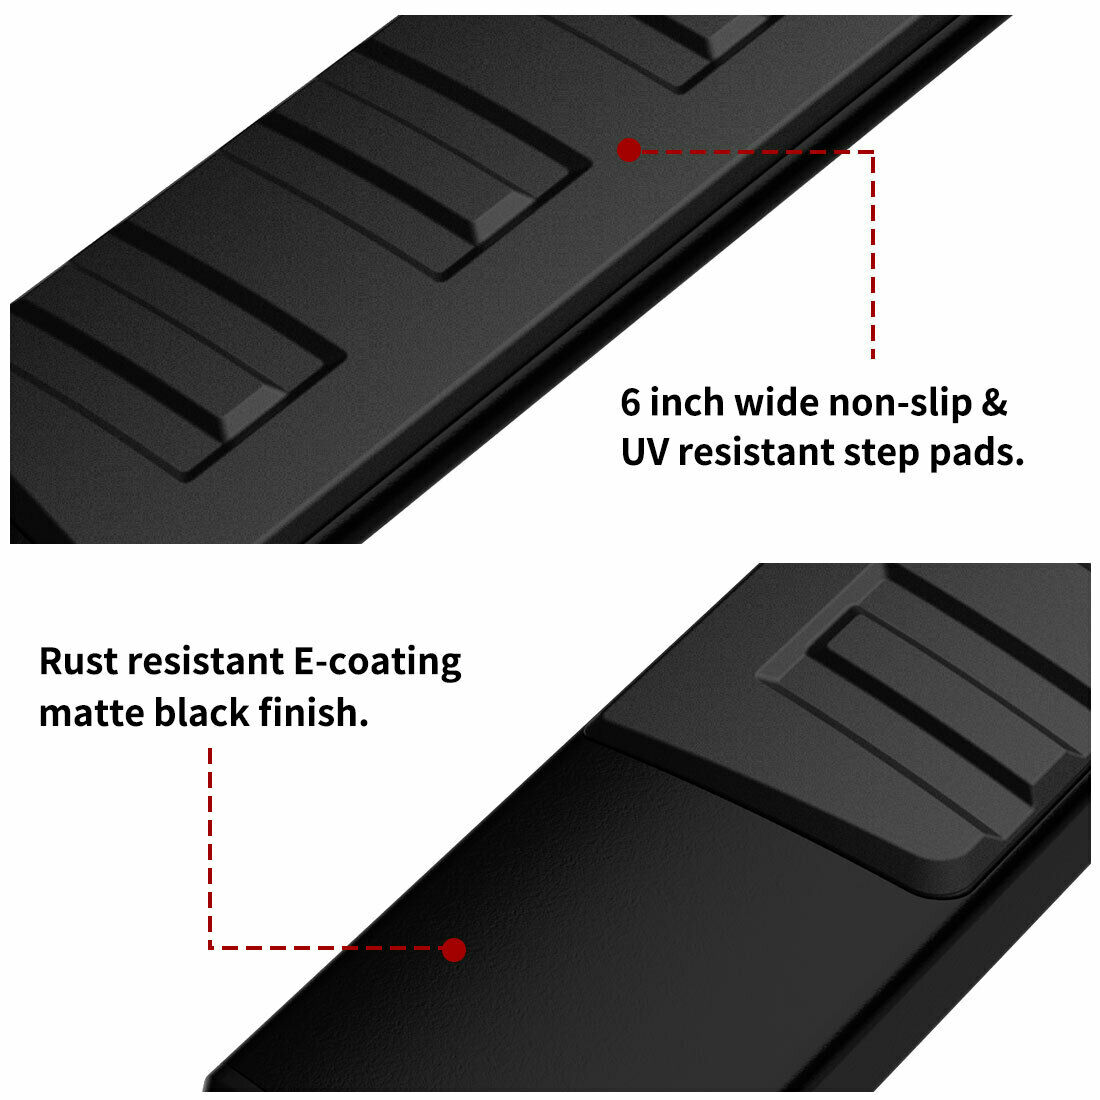 6 inch wide non-slip &
UV resistant step pads.
Rust resistant E-coating
matte black finish.